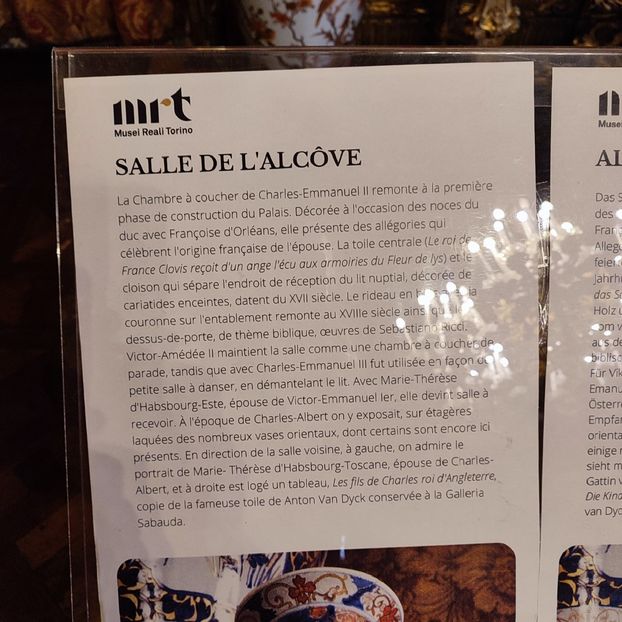 mrt
Musei Reali Torino
SALLE DE L'ALCÔVE
La Chambre à coucher de Charles-Emmanuel II remonte à la première
phase de construction du Palais. Décorée à l'occasion des noces du
duc avec Françoise d'Orléans, elle présente des allégories qui
célèbrent l'origine française de l'épouse. La toile centrale (Le roi de
France Clovis reçoit d'un ange l'écu aux armoiries du Fleur de lys) et le
cloison qui sépare l'endroit de réception du lit nuptial, décorée de
cariatides enceintes, datent du XVII siècle. Le rideau en
couronne sur l'entablement remonte au XVIIIe siècle ainsi
dessus-de-porte, de thème biblique, œuvres de Sebastiano Ricci.
Victor-Amédée II maintient la salle comme une chambre à coucher de
parade, tandis que avec Charles-Emmanuel III fut utilisée en façon de
petite salle à danser, en démantelant le lit. Avec Marie-Thérèse
d'Habsbourg-Este, épouse de Victor-Emmanuel Ier, elle devint salle à
recevoir. À l'époque de Charles-Albert on y exposait, sur étagères
laquées des nombreux vases orientaux, dont certains sont encore ici
présents. En direction de la salle voisine, à gauche, on admire le
portrait de Marie- Thérèse d'Habsbourg-Toscane, épouse de Charles-
Albert, et à droite est logé un tableau, Les fils de Charles roi d'Angleterre,
copie de la fameuse toile de Anton Van Dyck conservée à la Galleria
Sabauda.
Das S
des
Fran
Alleg
feier
Jahrh
das Sc
Holz u
vom v
aus de
biblisc
Für Vik
Emanu
Österre
Empfan
orienta
einige n
sieht m
Gattin v
Die Kind
van Dyc